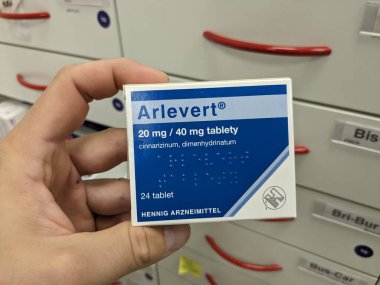 Arlevert®
20 mg / 40 mg tablety
cinnarizinum, dimenhydrinatum
24 tablet
HENNIG ARZNEIMITTEL
Bis
Bri-Bur
Bus-Car